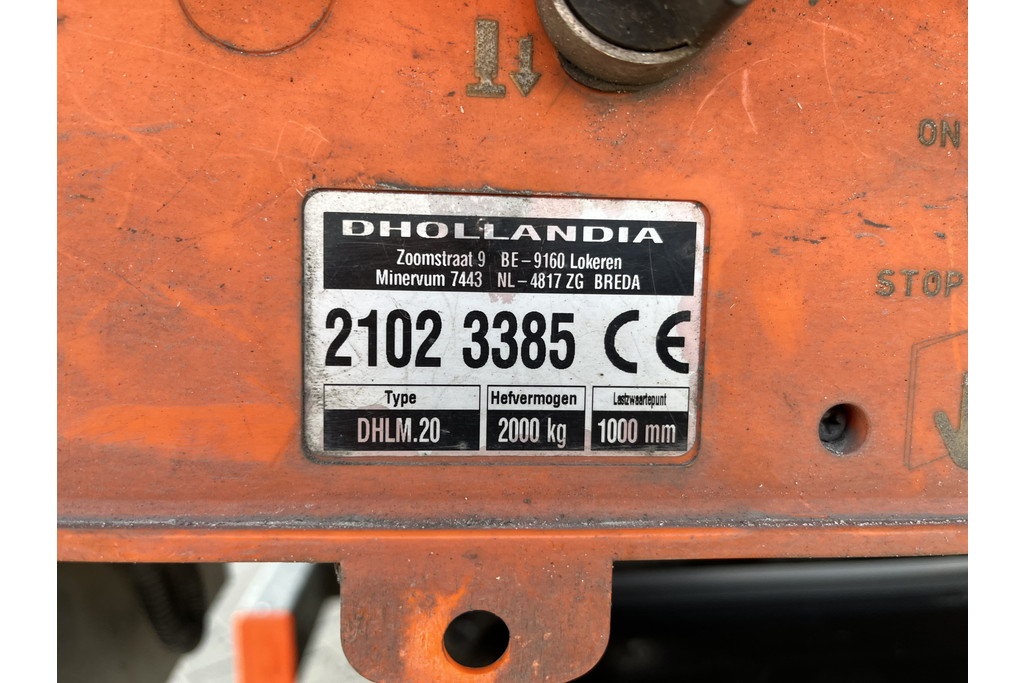 ON
STOP
DHOLLANDIA
Zoomstraat 9 BE-9160 Lokeren
Minervum 7443 NL-4817 ZG BREDA
2102 3385 CE
Type Hefvermogen Lastzwaartepunt
DHLM.20 2000 kg 1000 mm